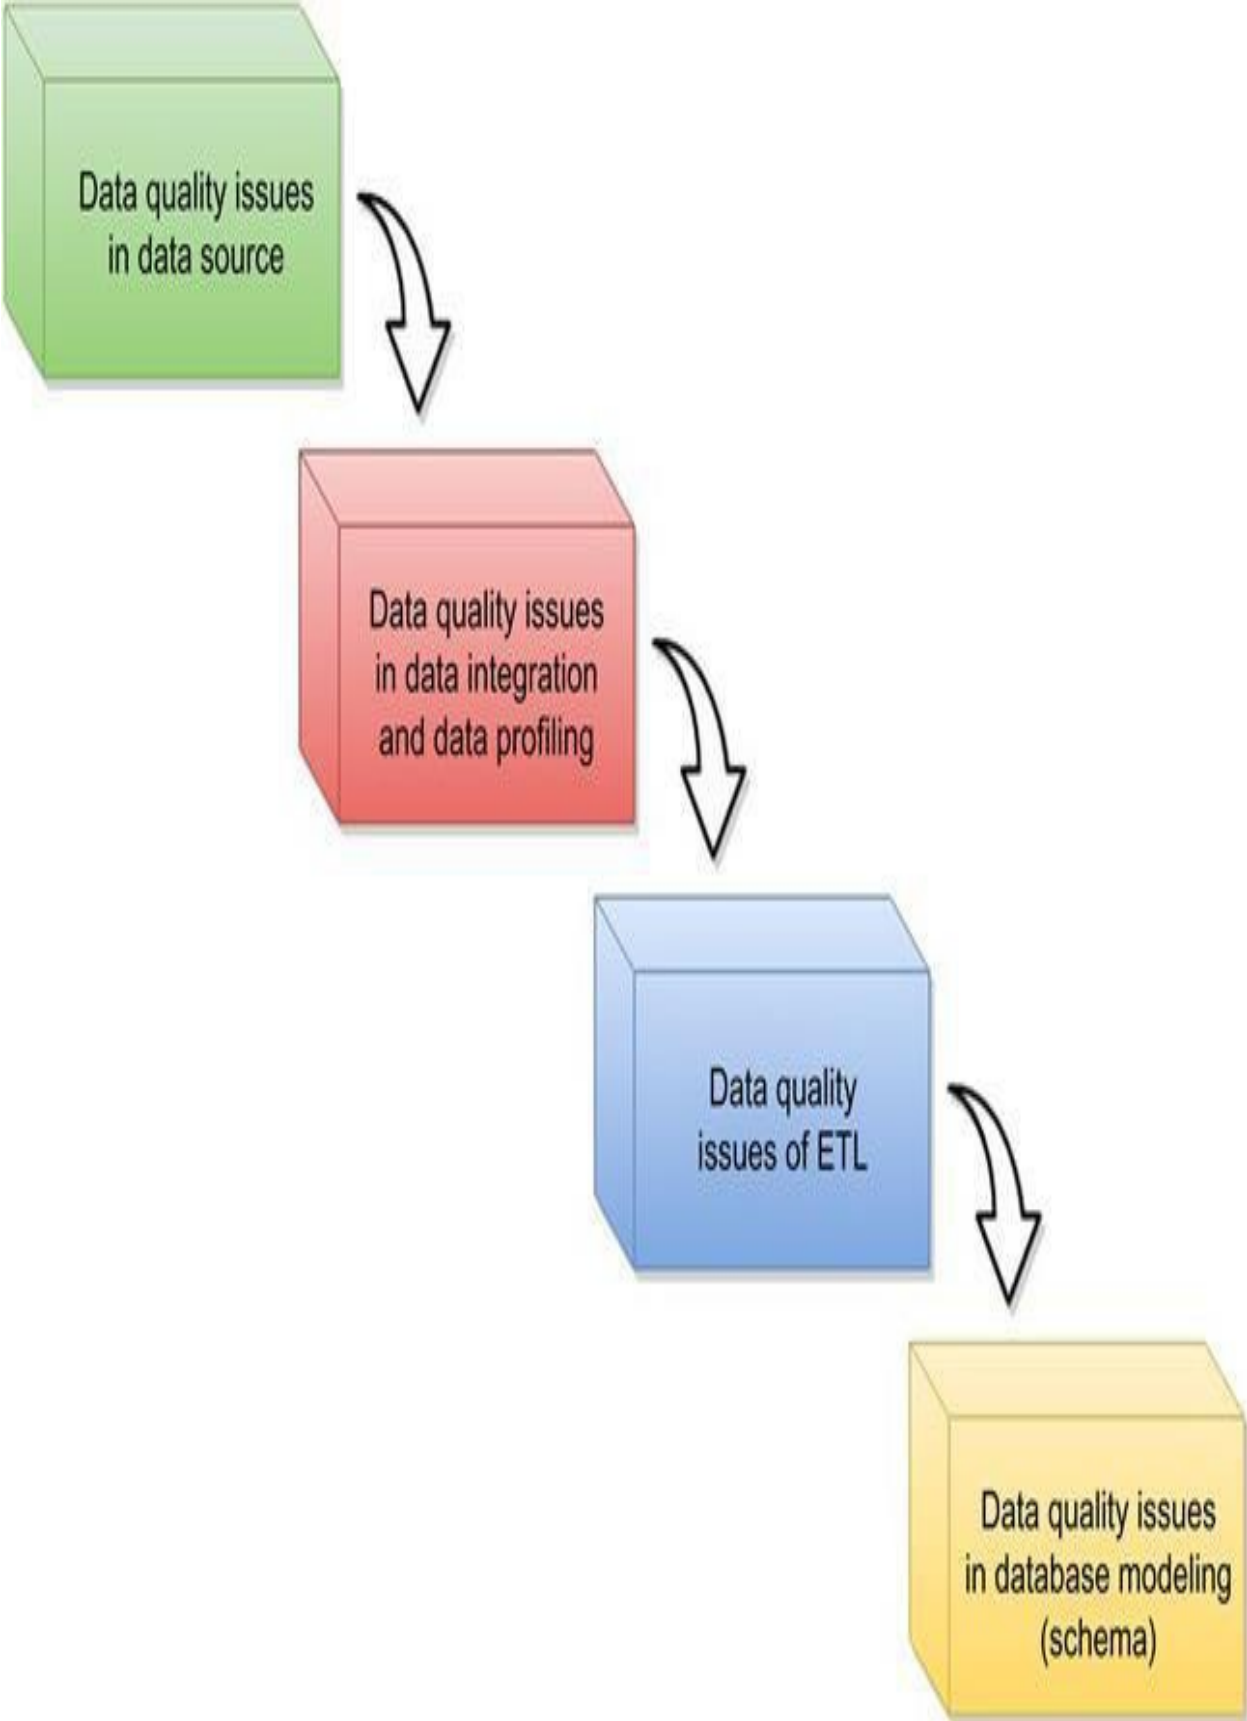 Data quality issues
in data source
Data quality issues
in data integration
and data profiling
Data quality
issues of ETL
Data quality issues
in database modeling
(schema)